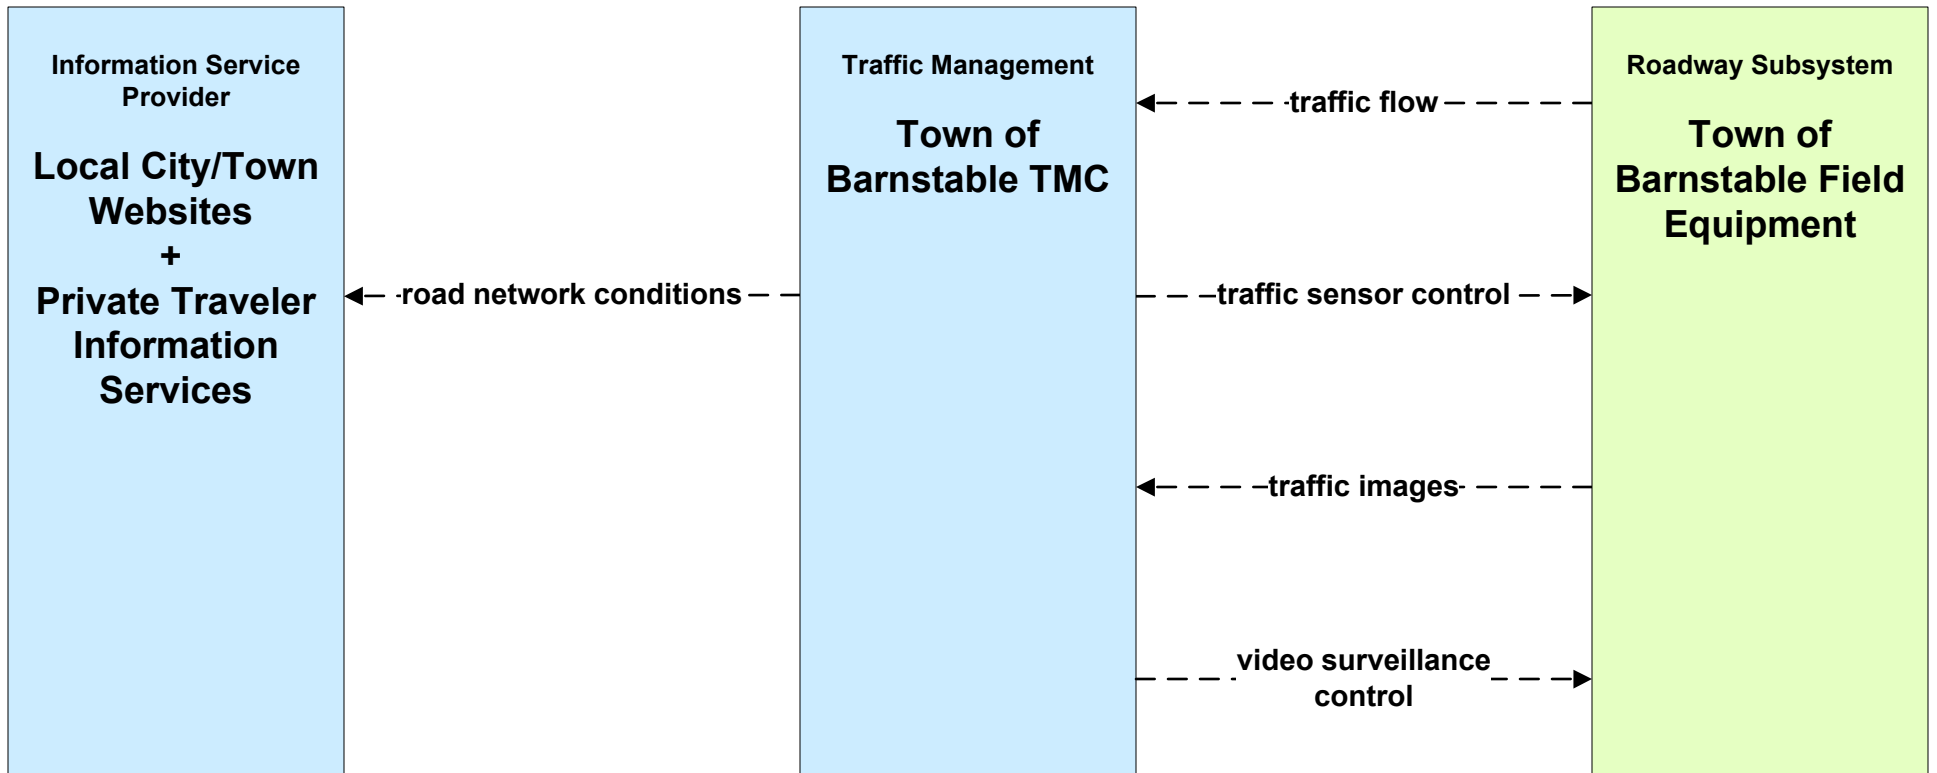 Information Service
Provider
Local City/Town
Websites
+
Private Traveler
Information
Services
road network conditions
Traffic Management
Town of
Barnstable TMC
traffic flow
traffic sensor control
traffic images
video surveillance
control
Roadway Subsystem
Town of
Barnstable Field
Equipment